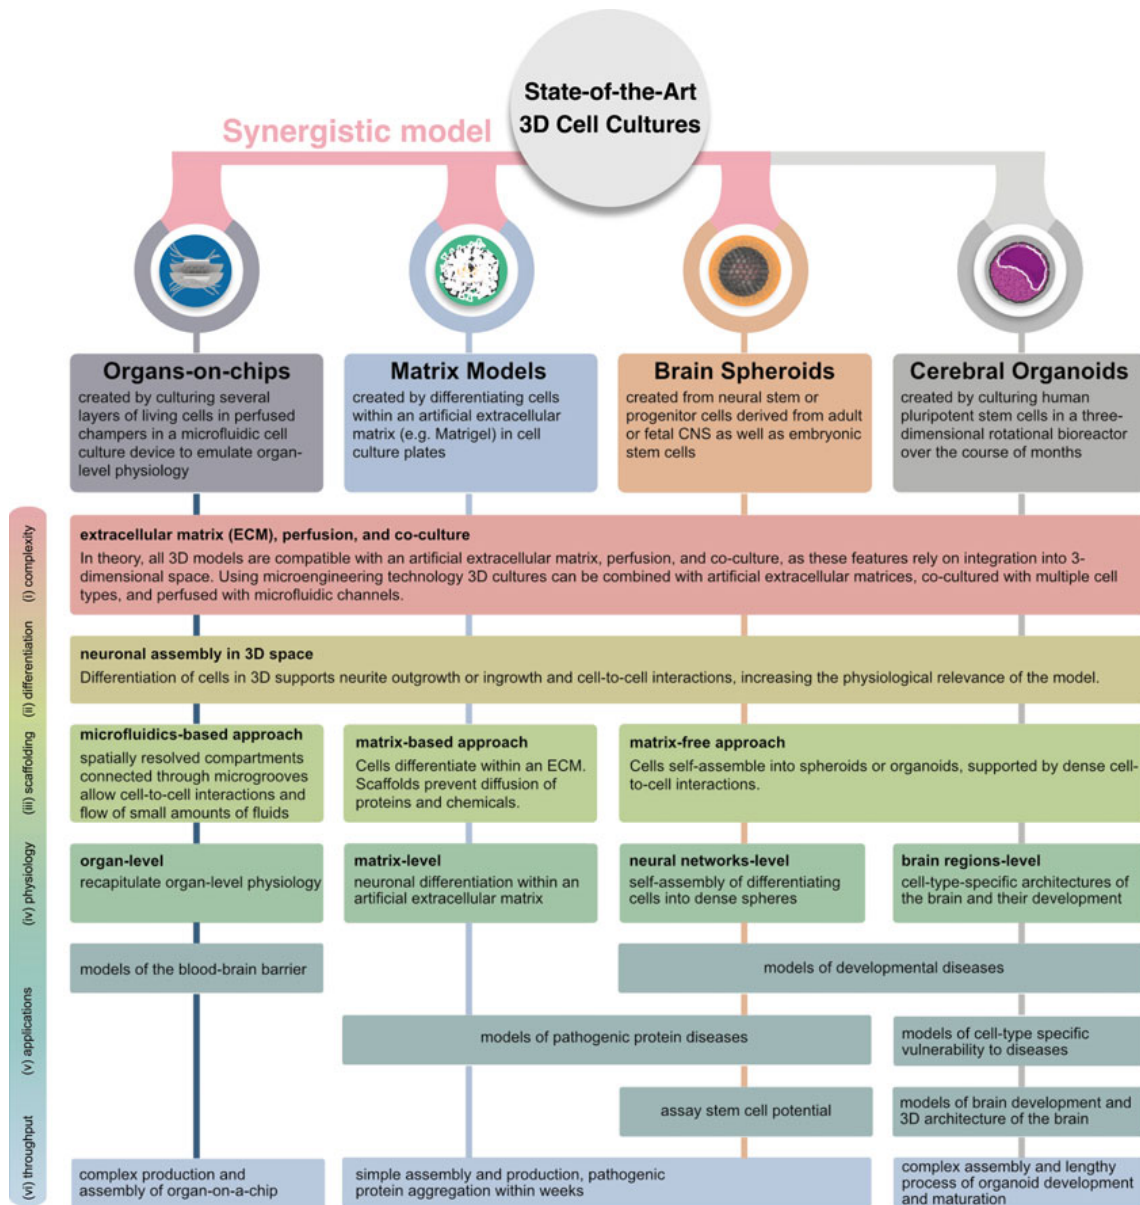 State-of-the-Art
3D Cell Cultures
Synergistic model
Organs-on-chips
created by culturing several
layers of living cells in perfused
champers in a microfluidic cell
culture device to emulate organ-
level physiology
Matrix Models
created by differentiating cells
within an artificial extracellular
matrix (e.g. Matrigel) in cell
culture plates
Brain Spheroids
created from neural stem or
progenitor cells derived from adult
or fetal CNS as well as embryonic
stem cells
Cerebral Organoids
created by culturing human
pluripotent stem cells in a three-
dimensional rotational bioreactor
over the course of months
(i) complexity
extracellular matrix (ECM), perfusion, and co-culture
In theory, all 3D models are compatible with an artificial extracellular matrix, perfusion, and co-culture, as these features rely on integration into 3-
dimensional space. Using microengineering technology 3D cultures can be combined with artificial extracellular matrices, co-cultured with multiple cell
types, and perfused with microfluidic channels.
(ii) differentiation
neuronal assembly in 3D space
Differentiation of cells in 3D supports neurite outgrowth or ingrowth and cell-to-cell interactions, increasing the physiological relevance of the model.
(iii) scaffolding
microfluidics-based approach
spatially resolved compartments
connected through microgrooves
allow cell-to-cell interactions and
flow of small amounts of fluids
matrix-based approach
Cells differentiate within an ECM.
Scaffolds prevent diffusion of
proteins and chemicals.
matrix-free approach
Cells self-assemble into spheroids or organoids, supported by dense cell-
to-cell interactions.
(iv) physiology
organ-level
recapitulate organ-level physiology
matrix-level
neuronal differentiation within an
artificial extracellular matrix
neural networks-level
self-assembly of differentiating
cells into dense spheres
brain regions-level
cell-type-specific architectures of
the brain and their development
(v) applications
models of the blood-brain barrier
models of developmental diseases
models of pathogenic protein diseases
models of cell-type specific
vulnerability to diseases
assay stem cell potential
models of brain development and
3D architecture of the brain
(vi) throughput
complex production and
assembly of organ-on-a-chip
simple assembly and production, pathogenic
protein aggregation within weeks
complex assembly and lengthy
process of organoid development
and maturation